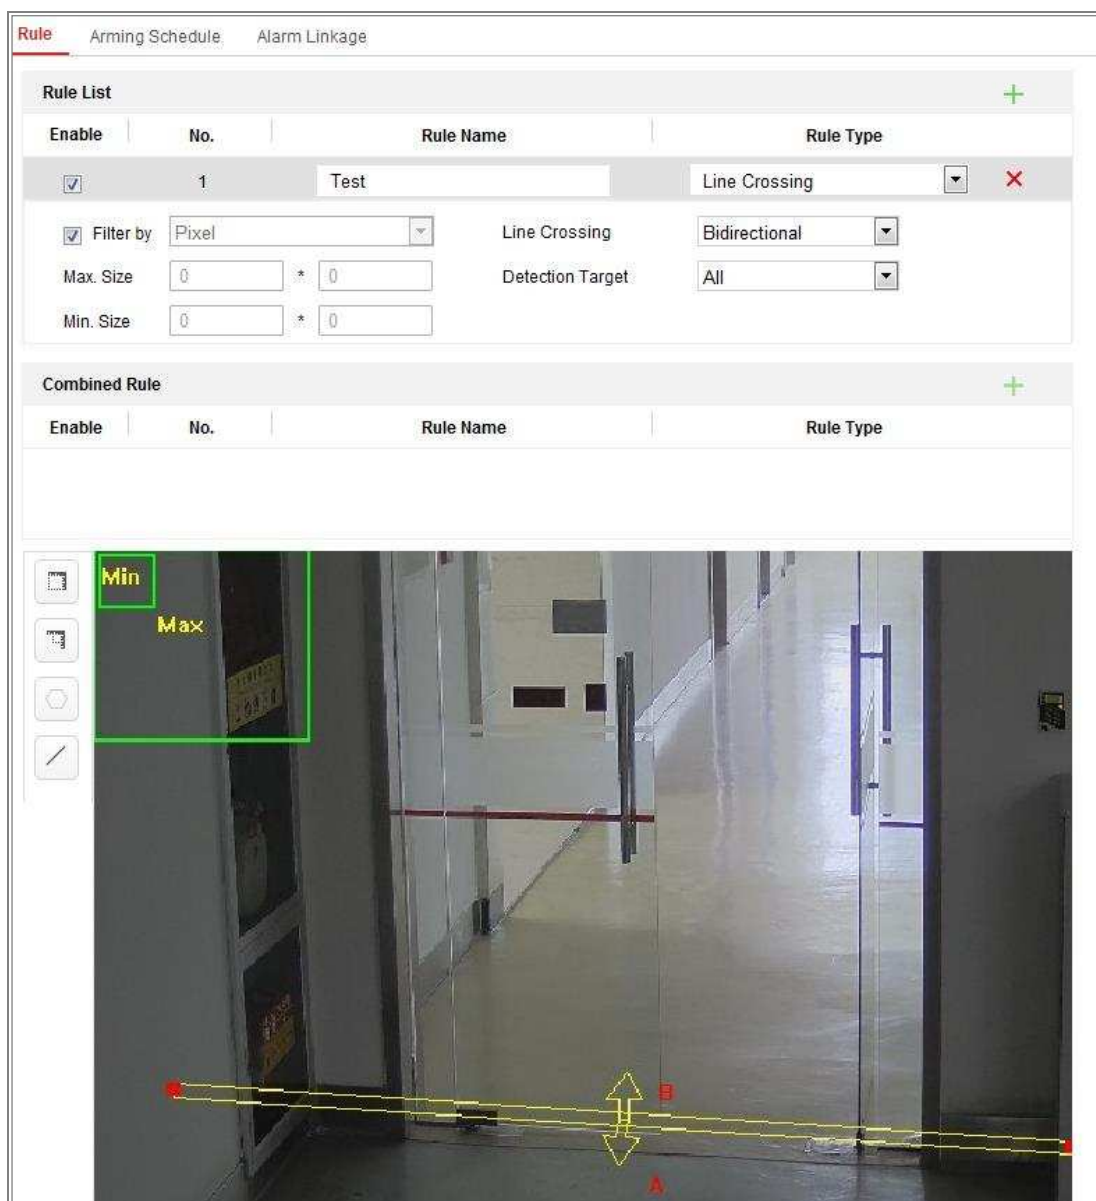 Rule Arming Schedule Alarm Linkage
Rule List
Enable No. Rule Name Rule Type
1 Test Line Crossing
Filter by Pixel Line Crossing Bidirectional
Max. Size 0 * 0 Detection Target All
Min. Size 0 * 0
Combined Rule
Enable No. Rule Name Rule Type
Min
Max
B
A